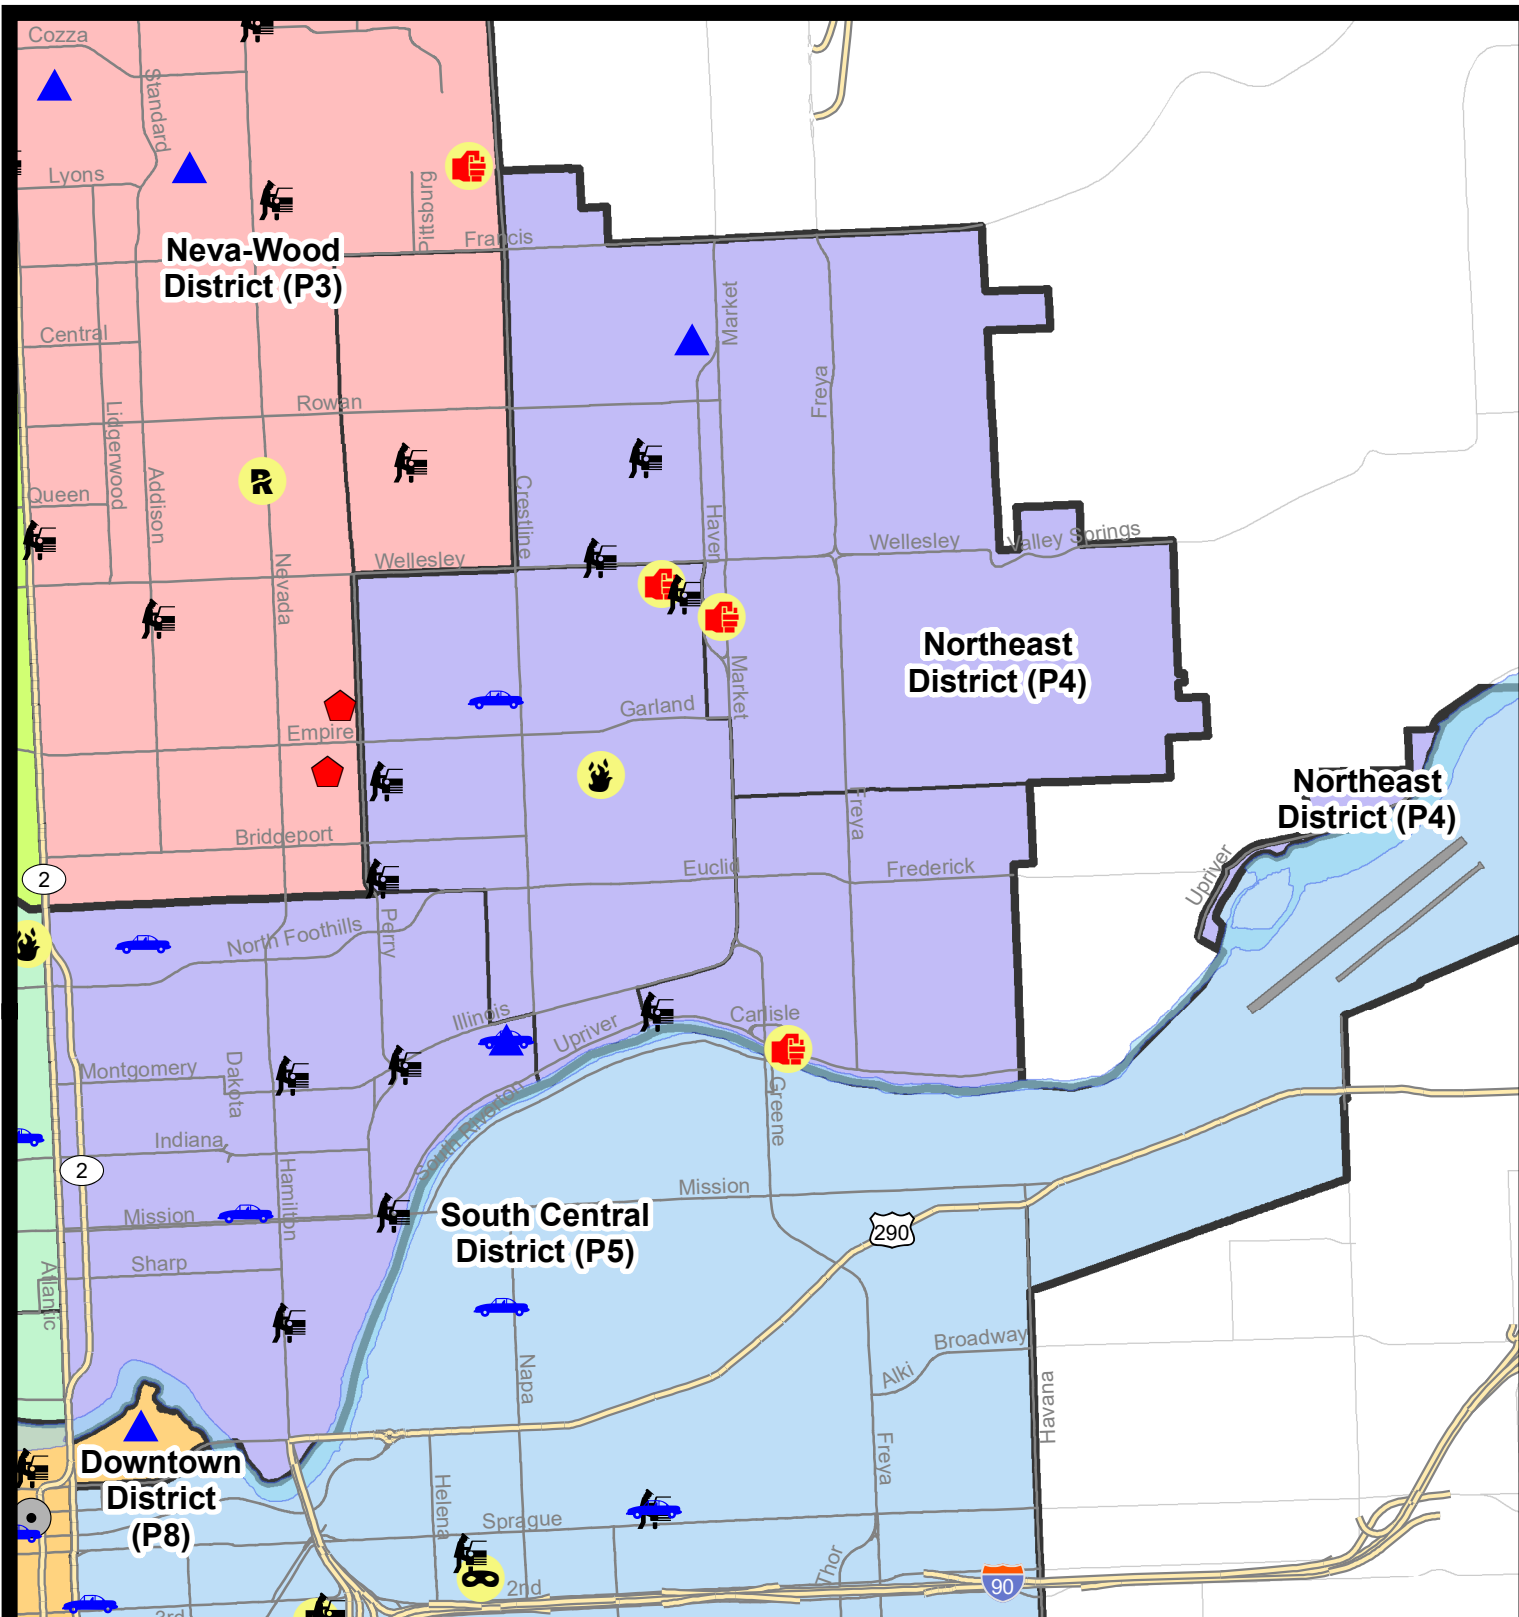 Cozza
Standard
Lyons
Pittsburg
Francis
Neva-Wood
District (P3)
Market
Central
Freya
Rowan
Lidgerwood
Addison
Queen
Crestline
Haven
Nevada
Wellesley
Wellesley
Valley Springs
Northeast
District (P4)
Market
Garland
Empire
Northeast
District (P4)
Freya
Bridgeport
Euclid
Frederick
Upriver
2
Perry
North Foothills
Illinois
Upriver
Carlisle
Montgomery
Dakota
Greene
South Riverton
Indiana
2
Hamilton
Mission
Mission
South Central
District (P5)
290
Sharp
Atlantic
Broadway
Alki
Napa
Havana
Freya
Downtown
District
(P8)
Helena
Sprague
Thor
2nd
90
3rd